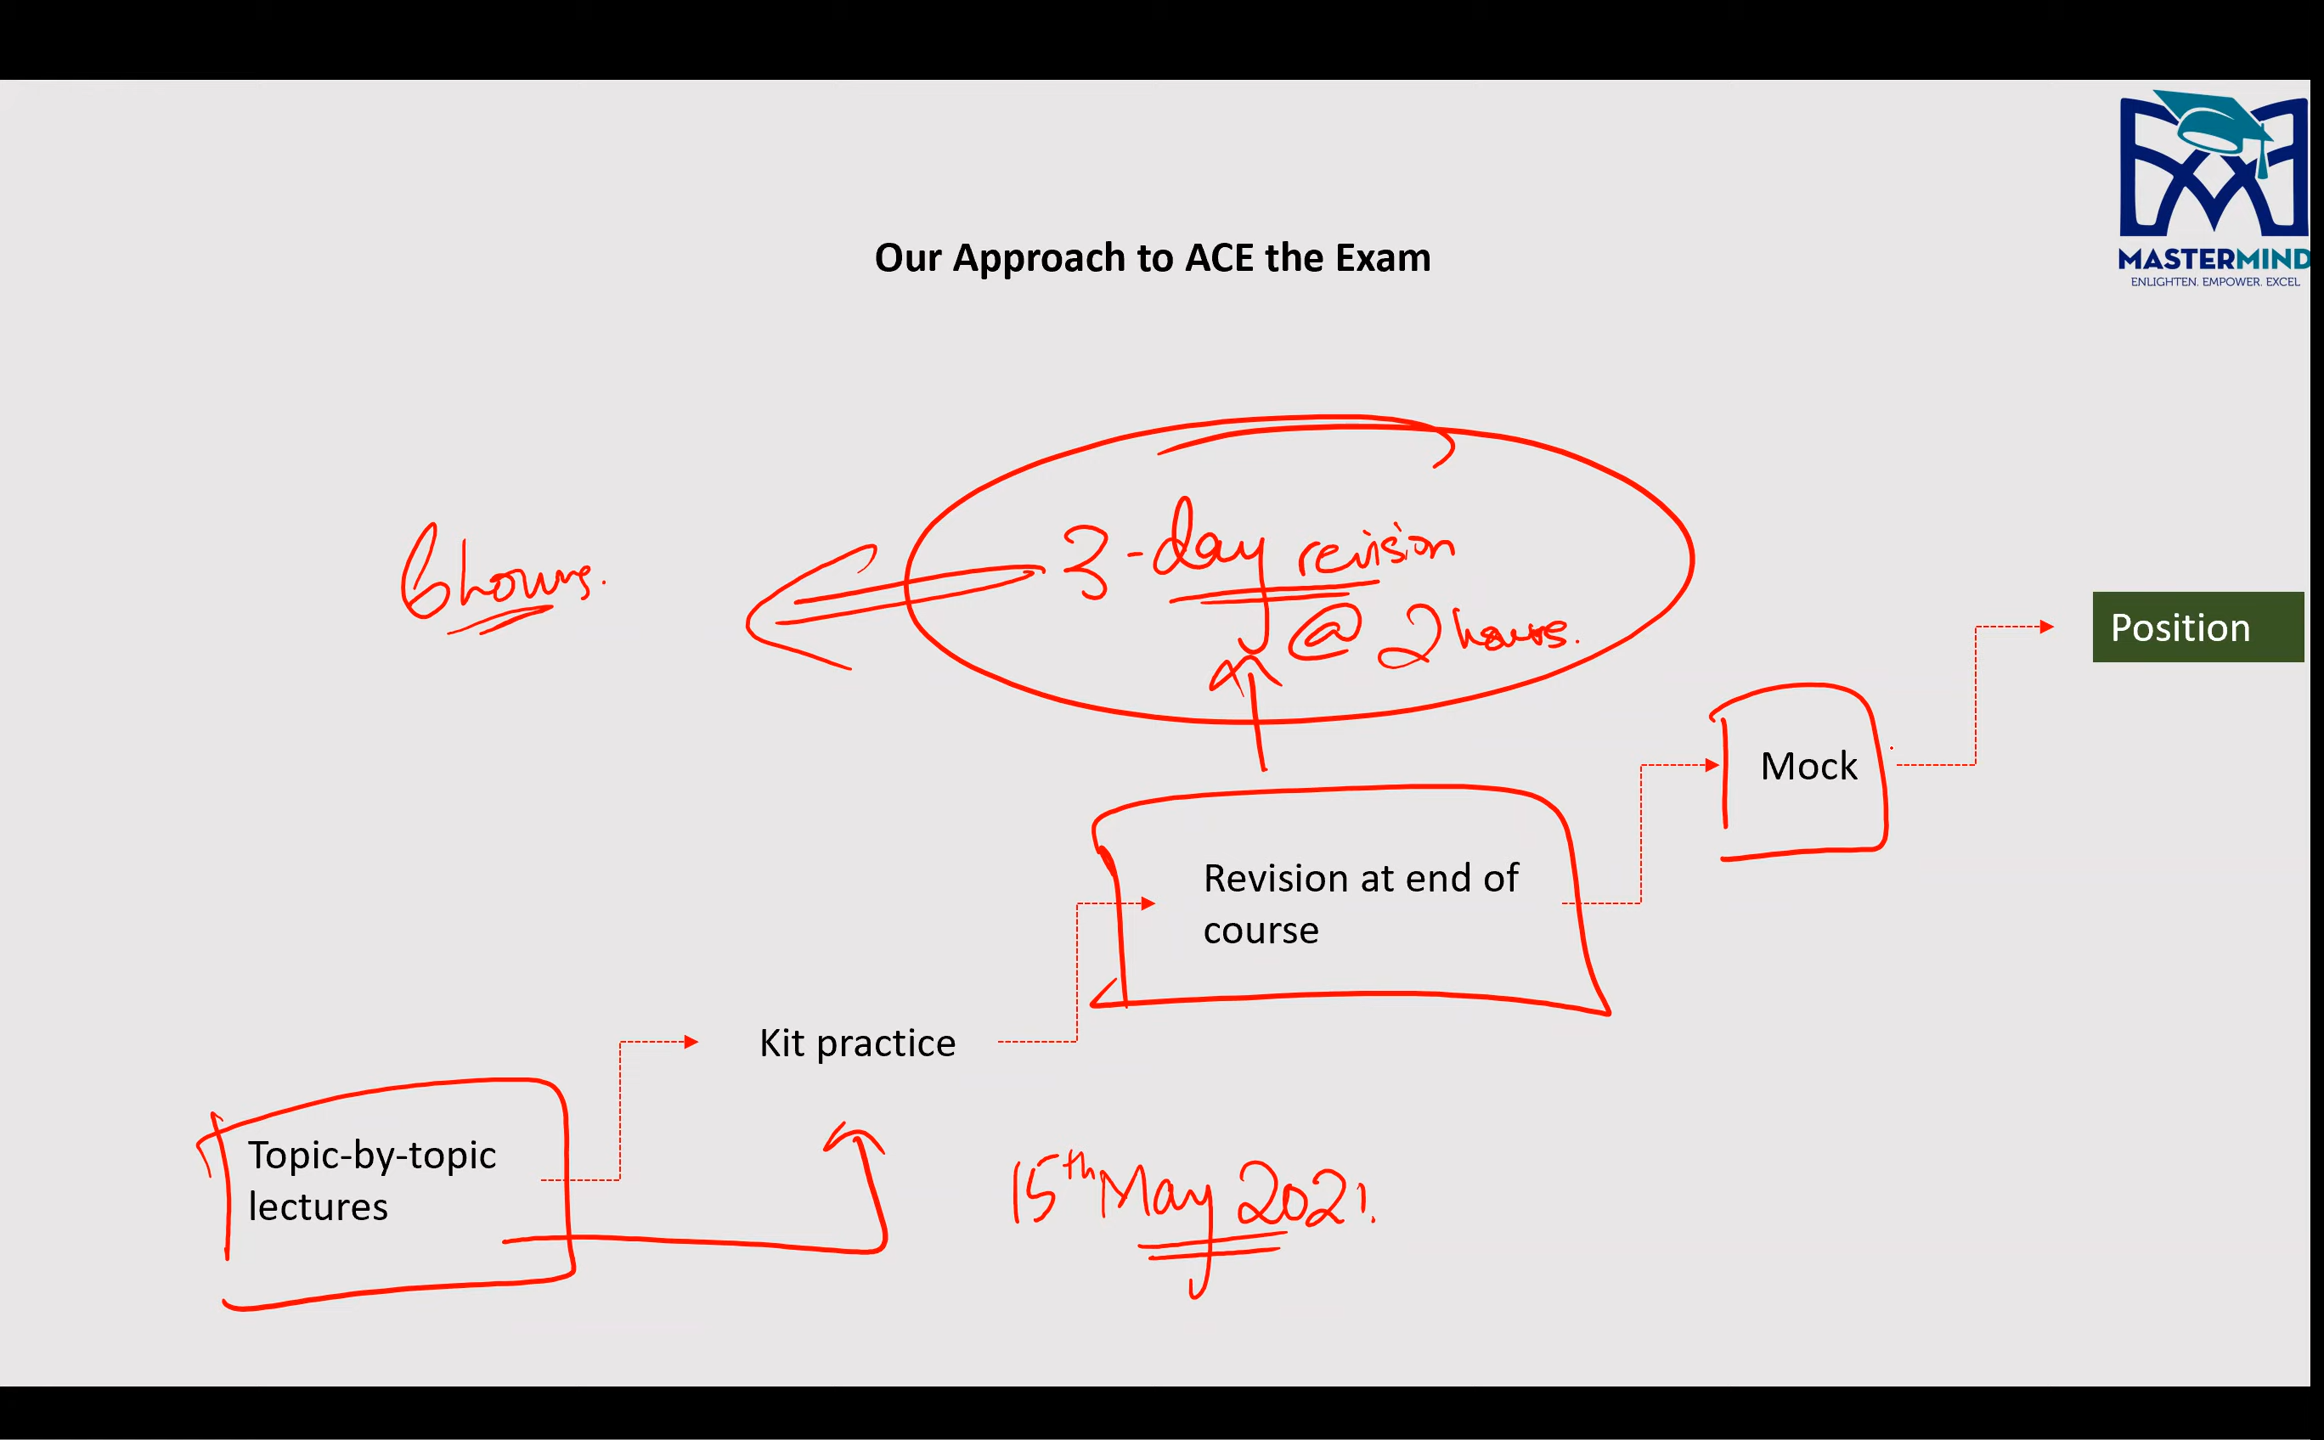 MASTERMIND
ENLIGHTEN. EMPOWER. EXCEL
Our Approach to ACE the Exam
3-day revision
@ 2 hours.
6 hours.
Position
Mock
Revision at end of
course
Kit practice
Topic-by-topic
lectures
15th May 2021.